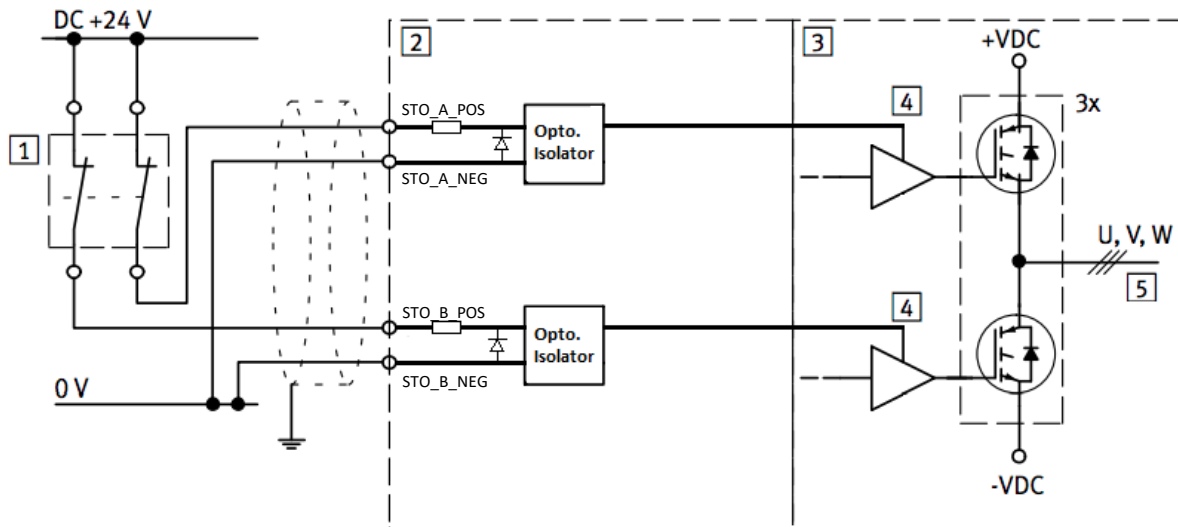 DC +24 V
2
3
+VDC
STO_A_POS
4
3x
1
Opto.
Isolator
STO_A_NEG
U, V, W
5
STO_B_POS
4
Opto.
Isolator
STO_B_NEG
0 V
-VDC